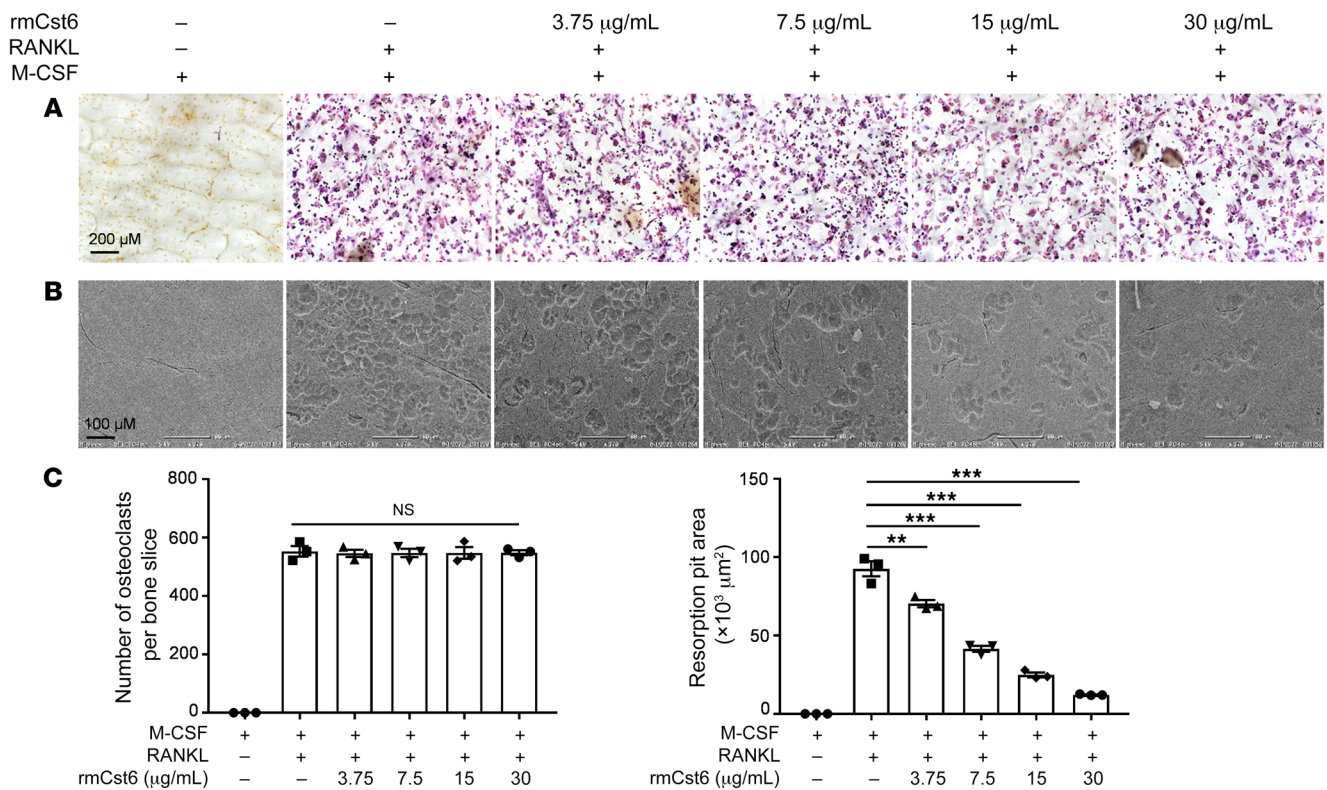 rmCst6 – – 3.75 μg/mL 7.5 μg/mL 15 μg/mL 30 μg/mL
RANKL – + + + + +
M-CSF + + + + + +
A
200 μM
B
100 μM
C
800
600
400
200
0
Number of osteoclasts
per bone slice
NS
M-CSF + + + + + +
RANKL – + + + + +
rmCst6 (μg/mL) – – 3.75 7.5 15 30
150
100
50
0
Resorption pit area
(×10³ μm²)
***
***
***
**
M-CSF + + + + + +
RANKL – + + + + +
rmCst6 (μg/mL) – – 3.75 7.5 15 30